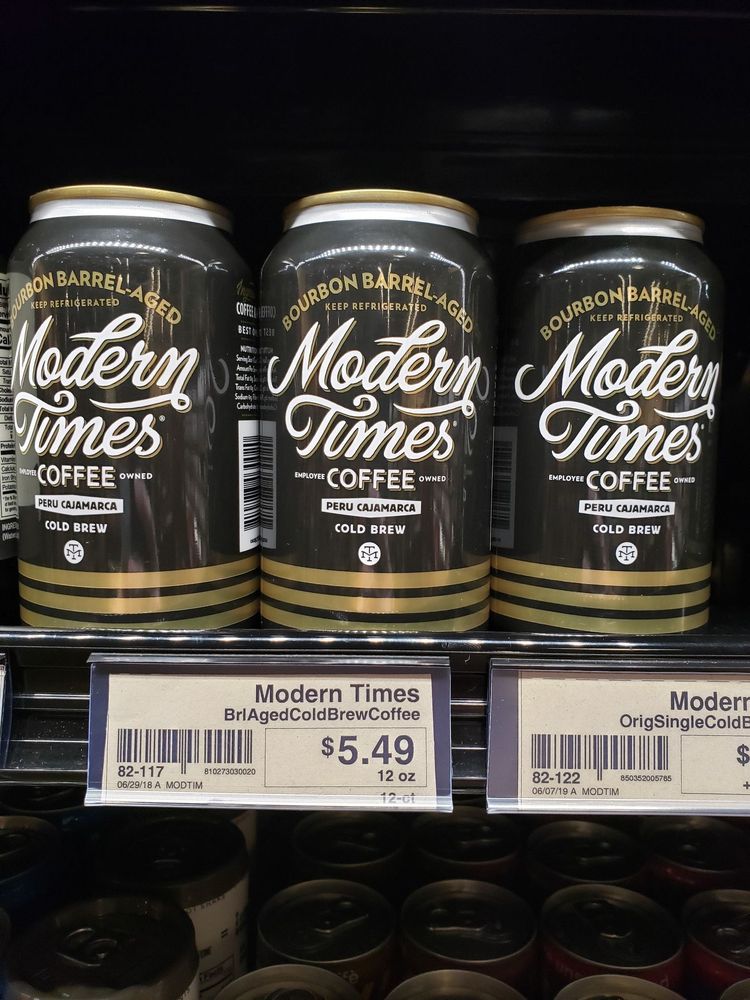 BOURBON BARREL-AGED
KEEP REFRIGERATED
Modern
Times
EMPLOYEE COFFEE OWNED
PERU CAJAMARCA
COLD BREW
BOURBON BARREL-AGED
KEEP REFRIGERATED
Modern
Times
EMPLOYEE COFFEE OWNED
PERU CAJAMARCA
COLD BREW
BOURBON BARREL-AGED
KEEP REFRIGERATED
Modern
Times
EMPLOYEE COFFEE OWNED
PERU CAJAMARCA
COLD BREW
Modern Times
BrlAgedColdBrewCoffee
$5.49
12 oz
12-ct
82-117 810273030020
06/29/18 A MODTIM
Modern
OrigSingleColdB
$
82-122 850352005765
06/07/19 A MODTIM